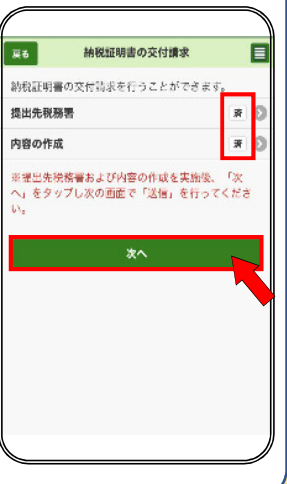 戻る 納税証明書の交付請求
納税証明書の交付請求を行うことができます。
提出先税務署 済
内容の作成 済
※提出先税務署および内容の作成を実施後、「次
へ」をタップし次の画面で「送信」を行ってくださ
い。
次へ